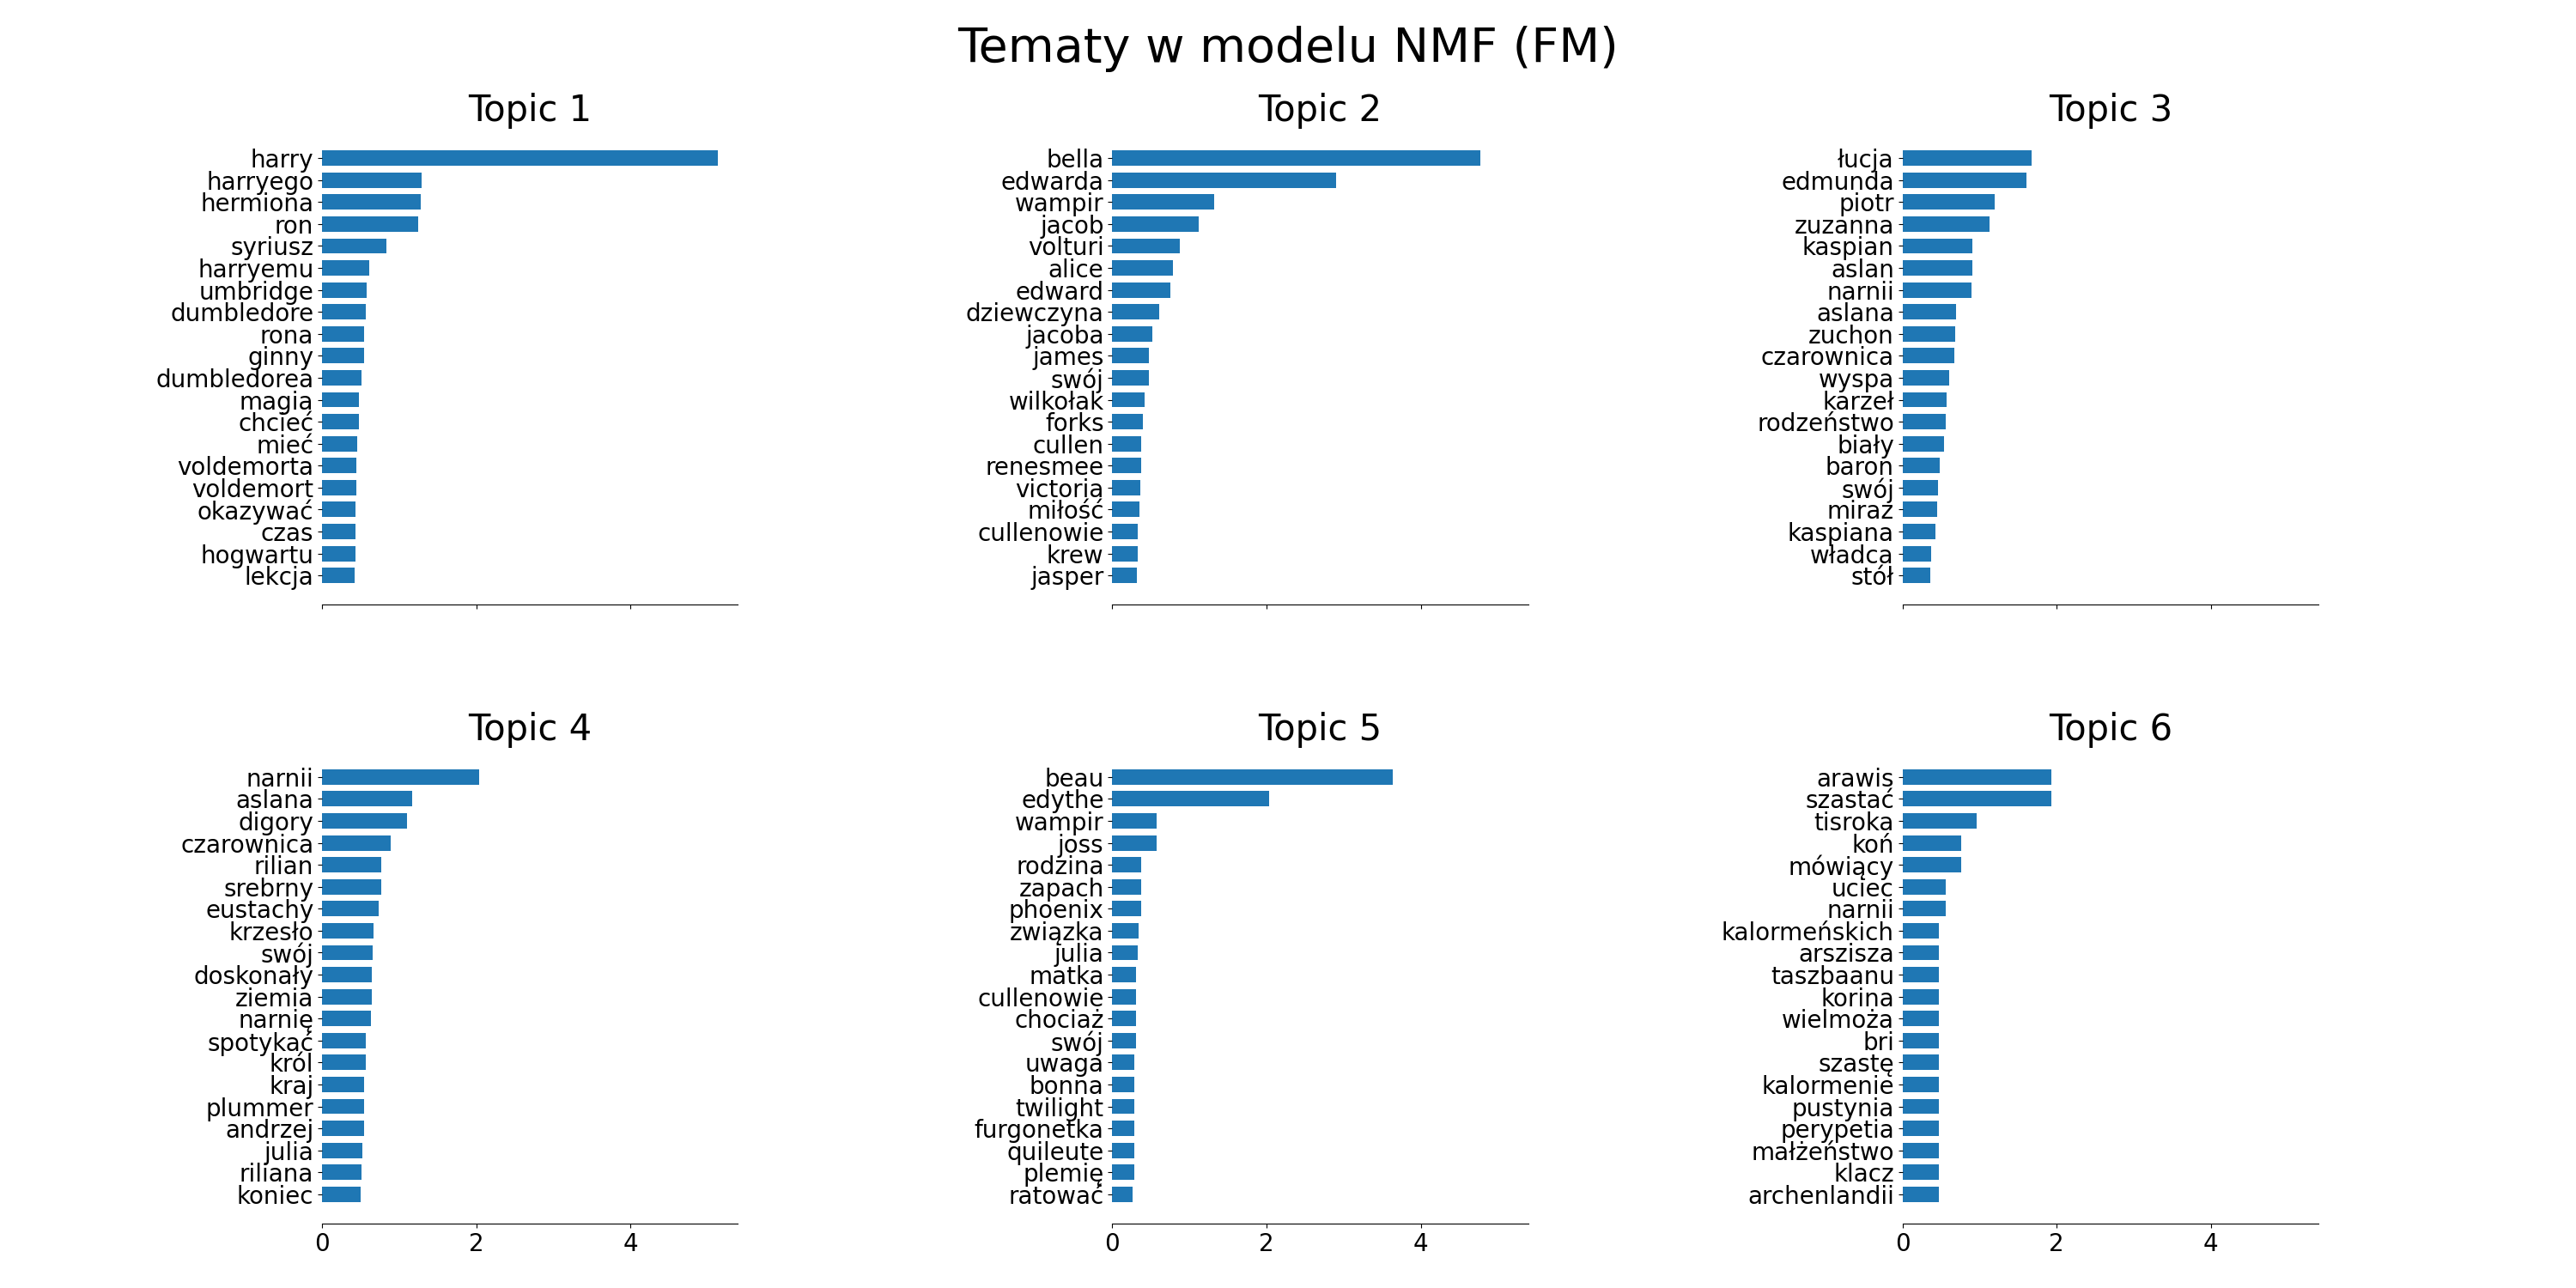 Tematy w modelu NMF (FM)
Topic 1
harry
harryego
hermiona
ron
syriusz
harryemu
umbridge
dumbledore
rona
ginny
dumbledorea
magia
chcieć
mieć
voldemorta
voldemort
okazywać
czas
hogwartu
lekcja
Topic 2
bella
edwarda
wampir
jacob
volturi
alice
edward
dziewczyna
jacoba
james
swój
wilkołak
forks
cullen
renesmee
victoria
miłość
cullenowie
krew
jasper
Topic 3
łucja
edmunda
piotr
zuzanna
kaspian
aslan
narnii
aslana
zuchon
czarownica
wyspa
karzeł
rodzeństwo
biały
baron
swój
miraz
kaspiana
władca
stół
Topic 4
narnii
aslana
digory
czarownica
rilian
srebrny
eustachy
krzesło
swój
doskonały
ziemia
narnię
spotykać
król
kraj
plummer
andrzej
julia
riliana
koniec
0 2 4
Topic 5
beau
edythe
wampir
joss
rodzina
zapach
phoenix
związka
julia
matka
cullenowie
chociaż
swój
uwaga
bonna
twilight
furgonetka
quileute
plemię
ratować
0 2 4
Topic 6
arawis
szastać
tisroka
koń
mówiący
uciec
narnii
kalormeńskich
arszisza
taszbaanu
korina
wielmoża
bri
szastę
kalormenie
pustynia
perypetia
małżeństwo
klacz
archenlandii
0 2 4